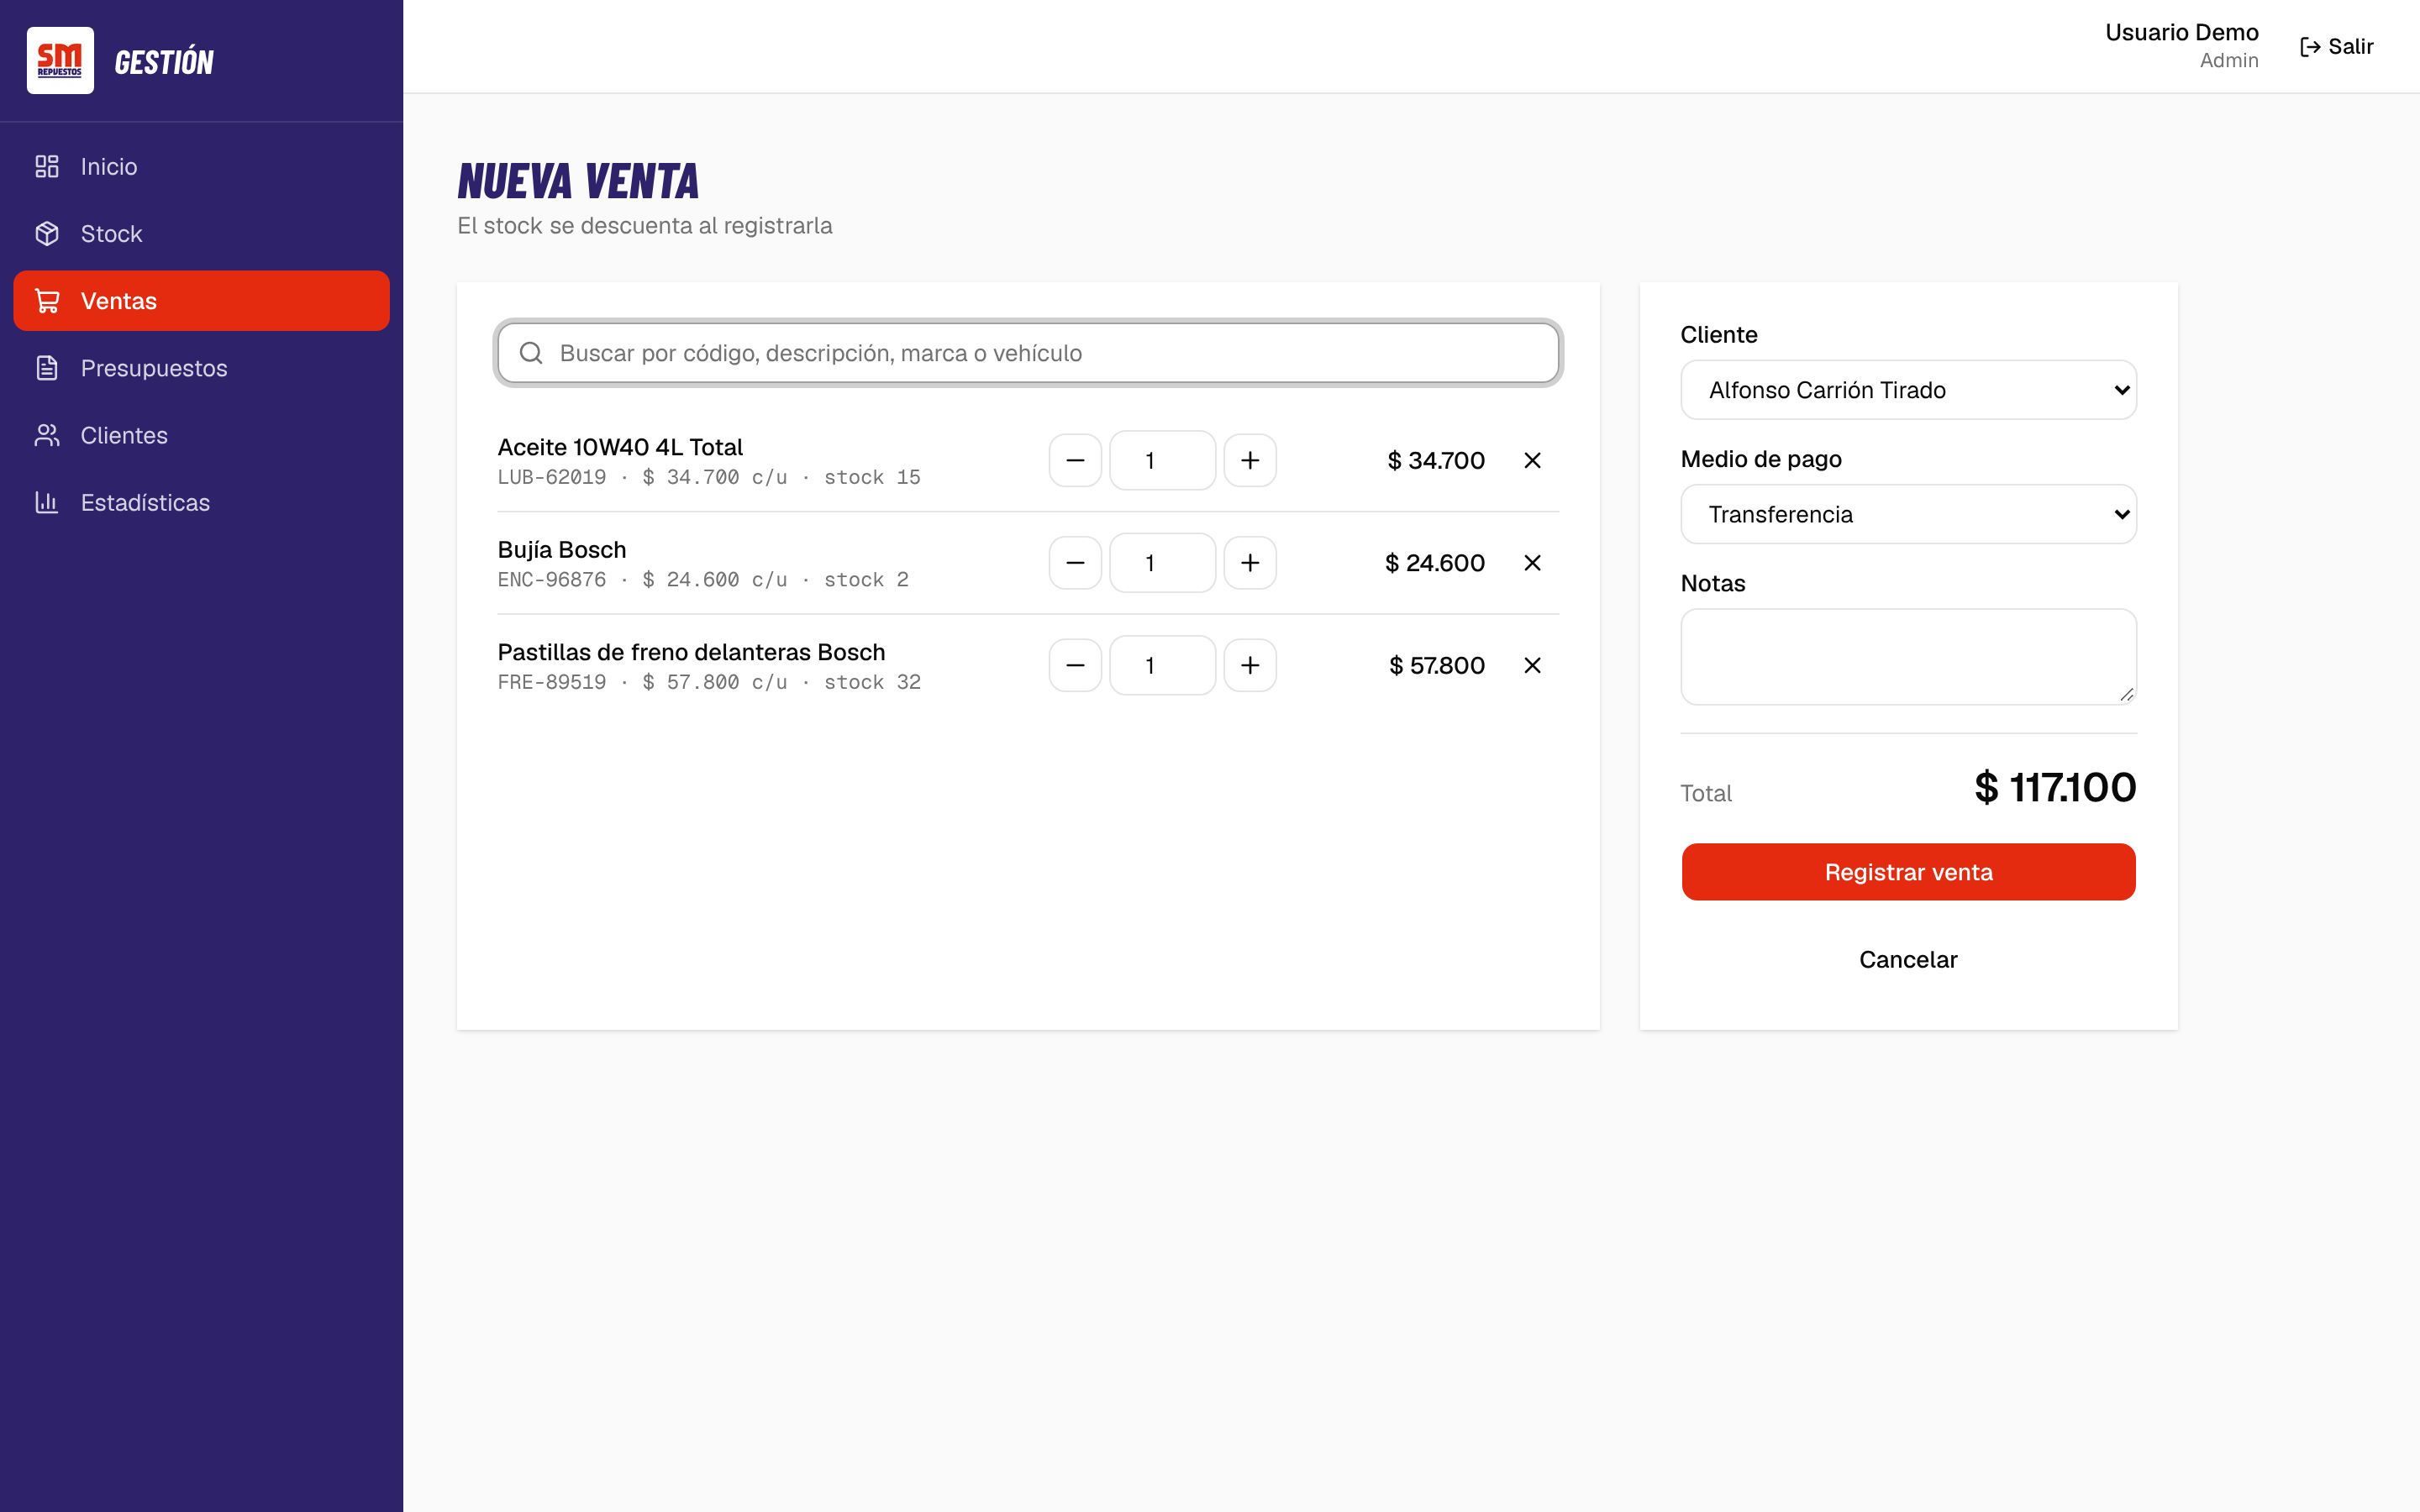 SM
REPUESTOS
GESTIÓN
Usuario Demo
Admin
Salir
Inicio
Stock
Ventas
Presupuestos
Clientes
Estadísticas
NUEVA VENTA
El stock se descuenta al registrarla
Buscar por código, descripción, marca o vehículo
Aceite 10W40 4L Total
LUB-62019 · $ 34.700 c/u · stock 15
1
$ 34.700
Bujía Bosch
ENC-96876 · $ 24.600 c/u · stock 2
1
$ 24.600
Pastillas de freno delanteras Bosch
FRE-89519 · $ 57.800 c/u · stock 32
1
$ 57.800
Cliente
Alfonso Carrión Tirado
Medio de pago
Transferencia
Notas
Total
$ 117.100
Registrar venta
Cancelar